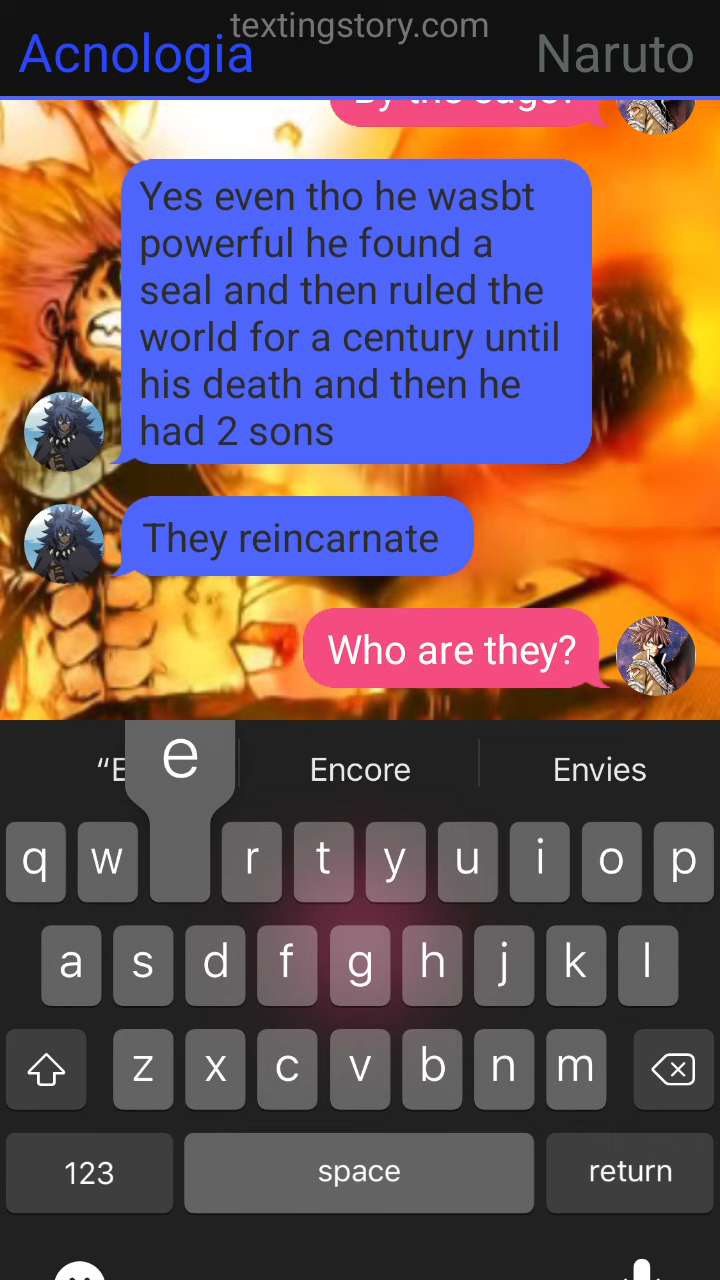 textingstory.com
Acnologia
Naruto
Yes even tho he wasbt
powerful he found a
seal and then ruled the
world for a century until
his death and then he
had 2 sons
They reincarnate
Who are they?
“E
e
Encore
Envies
q w r t y u i o p
a s d f g h j k l
z x c v b n m
123 space return